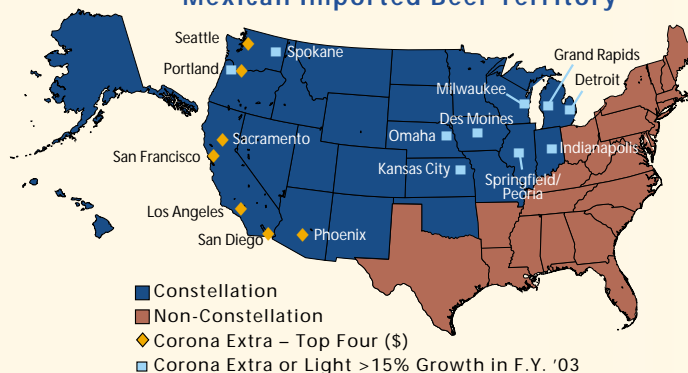 Mexican Imported Beer Territory
Seattle
Spokane
Portland
Grand Rapids
Detroit
Milwaukee
Des Moines
Omaha
Sacramento
San Francisco
Kansas City
Indianapolis
Springfield/
Peoria
Los Angeles
San Diego
Phoenix
Constellation
Non-Constellation
Corona Extra – Top Four ($)
Corona Extra or Light >15% Growth in F.Y. '03